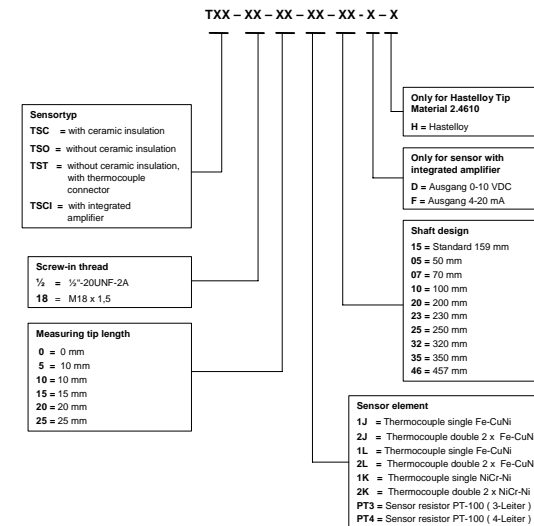 TXX – XX – XX – XX – XX - X – X
Only for Hastelloy Tip
Material 2.4610
H = Hastelloy
Only for sensor with
integrated amplifier
D = Ausgang 0-10 VDC
F = Ausgang 4-20 mA
Sensortyp
TSC = with ceramic insulation
TSO = without ceramic insulation
TST = without ceramic insulation,
with thermocouple
connector
TSCI = with integrated
amplifier
Shaft design
15 = Standard 159 mm
05 = 50 mm
07 = 70 mm
10 = 100 mm
20 = 200 mm
23 = 230 mm
25 = 250 mm
32 = 320 mm
35 = 350 mm
46 = 457 mm
Screw-in thread
½ = ½"-20UNF-2A
18 = M18 x 1,5
Measuring tip length
0 = 0 mm
5 = 10 mm
10 = 10 mm
15 = 15 mm
20 = 20 mm
25 = 25 mm
Sensor element
1J = Thermocouple single Fe-CuNi
2J = Thermocouple double 2 x Fe-CuN
1L = Thermocouple single Fe-CuNi
2L = Thermocouple double 2 x Fe-CuN
1K = Thermocouple single NiCr-Ni
2K = Thermocouple double 2 x NiCr-Ni
PT3 = Sensor resistor PT-100 ( 3-Leiter )
PT4 = Sensor resistor PT-100 ( 4-Leiter )